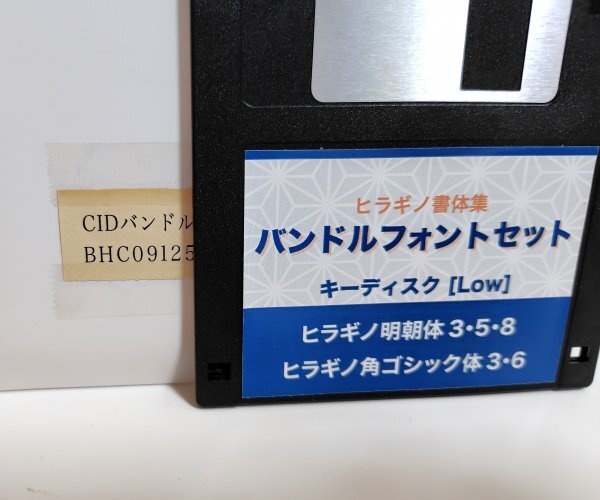 CIDバンドル
BHC09125
ヒラギノ書体集
バンドルフォントセット
キーディスク [Low]
ヒラギノ明朝体 3・5・8
ヒラギノ角ゴシック体 3・6